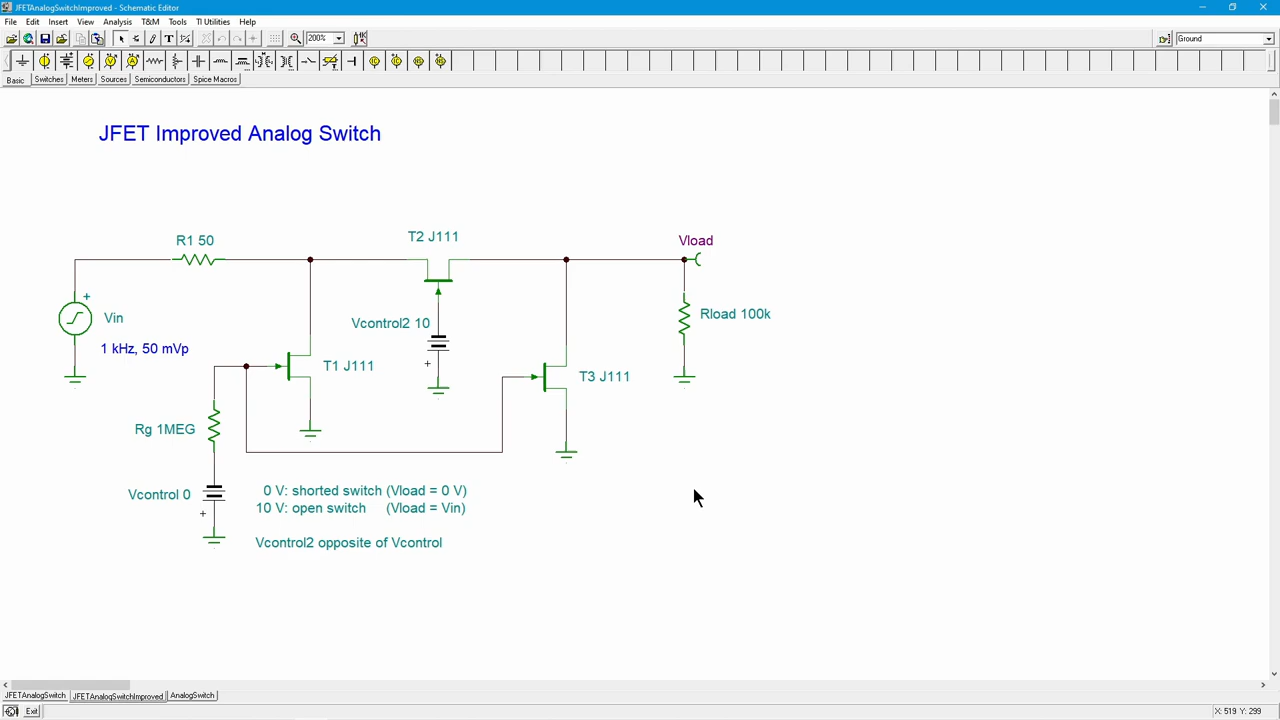 JFETAnalogSwitchImproved - Schematic Editor
File Edit Insert View Analysis T&M Tools TI Utilities Help
200% Ground
Basic Switches Meters Sources Semiconductors Spice Macros
JFET Improved Analog Switch
R1 50
T2 J111
Vload
+
Vin
1 kHz, 50 mVp
Vcontrol2 10
+
Rload 100k
T1 J111
T3 J111
Rg 1MEG
Vcontrol 0
+
0 V: shorted switch (Vload = 0 V)
10 V: open switch (Vload = Vin)
Vcontrol2 opposite of Vcontrol
JFETAnalogSwitch JFETAnalogSwitchImproved AnalogSwitch
Exit X: 519 Y: 299